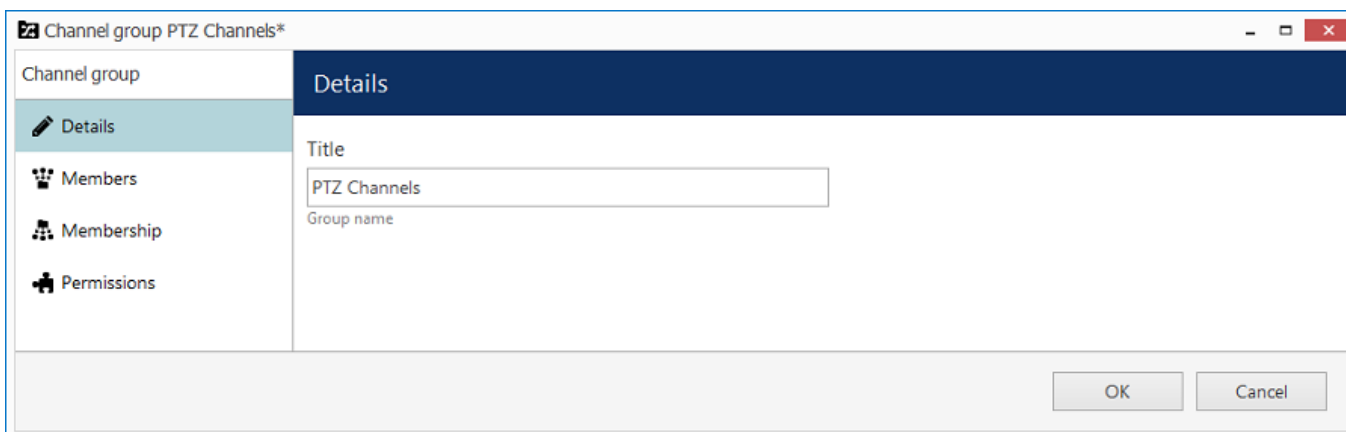 Channel group PTZ Channels*
Channel group
Details
Details
Members
Membership
Permissions
Title
PTZ Channels
Group name
OK
Cancel